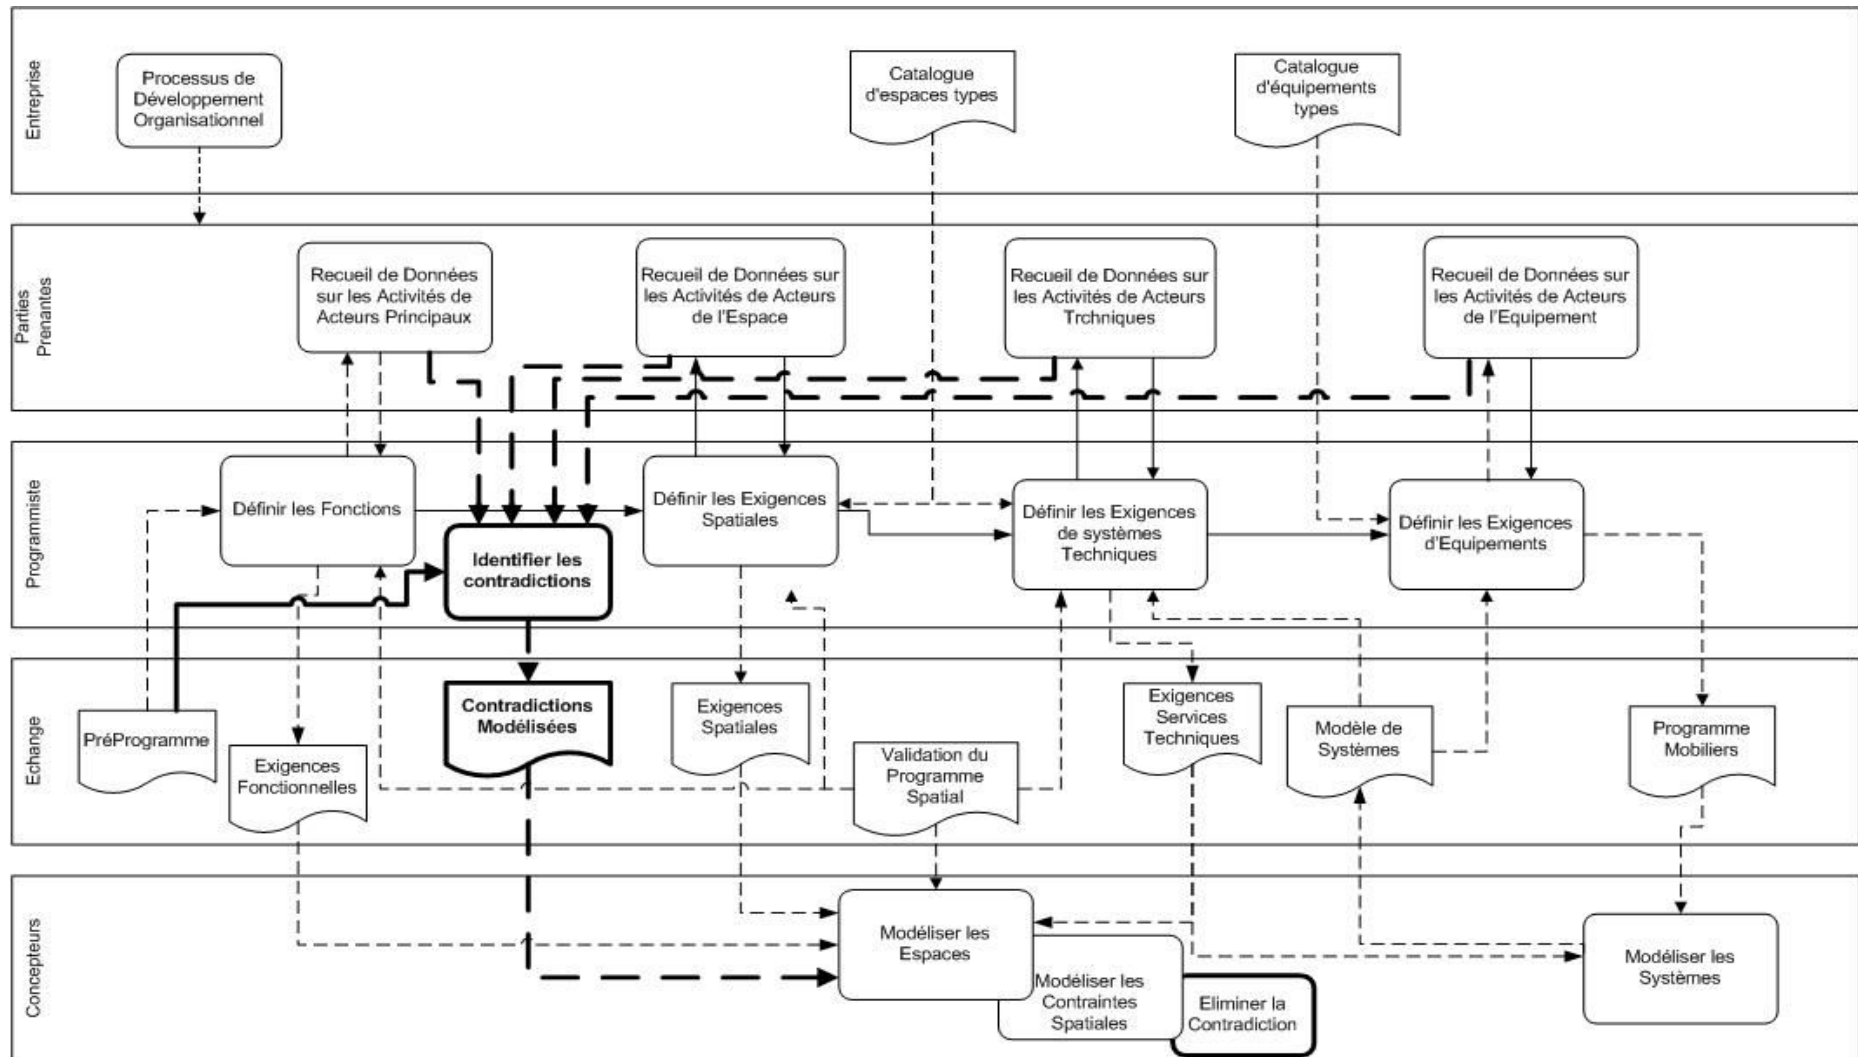 Entreprise
Processus de
Développement
Organisationnel
Catalogue
d'espaces types
Catalogue
d'équipements
types
Parties
Prenantes
Recueil de Données
sur les Activités de
Acteurs Principaux
Recueil de Données sur
les Activités de Acteurs
de l'Espace
Recueil de Données sur
les Activités de Acteurs
Trchniques
Recueil de Données sur
les Activités de Acteurs
de l'Equipement
Programmiste
Définir les Fonctions
Identifier les
contradictions
Définir les Exigences
Spatiales
Définir les Exigences
de systèmes
Techniques
Définir les Exigences
d'Equipements
Echange
PréProgramme
Exigences
Fonctionnelles
Contradictions
Modélisées
Exigences
Spatiales
Validation du
Programme
Spatial
Exigences
Services
Techniques
Modèle de
Systèmes
Programme
Mobiliers
Concepteurs
Modéliser les
Espaces
Modéliser les
Contraintes
Spatiales
Eliminer la
Contradiction
Modéliser les
Systèmes